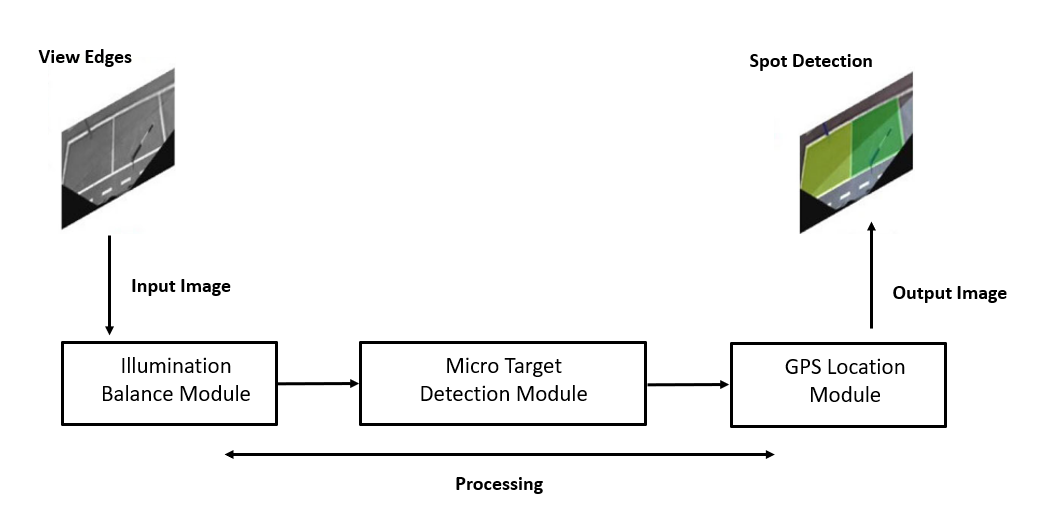 View Edges
Spot Detection
Input Image
Output Image
Illumination
Balance Module
Micro Target
Detection Module
GPS Location
Module
Processing